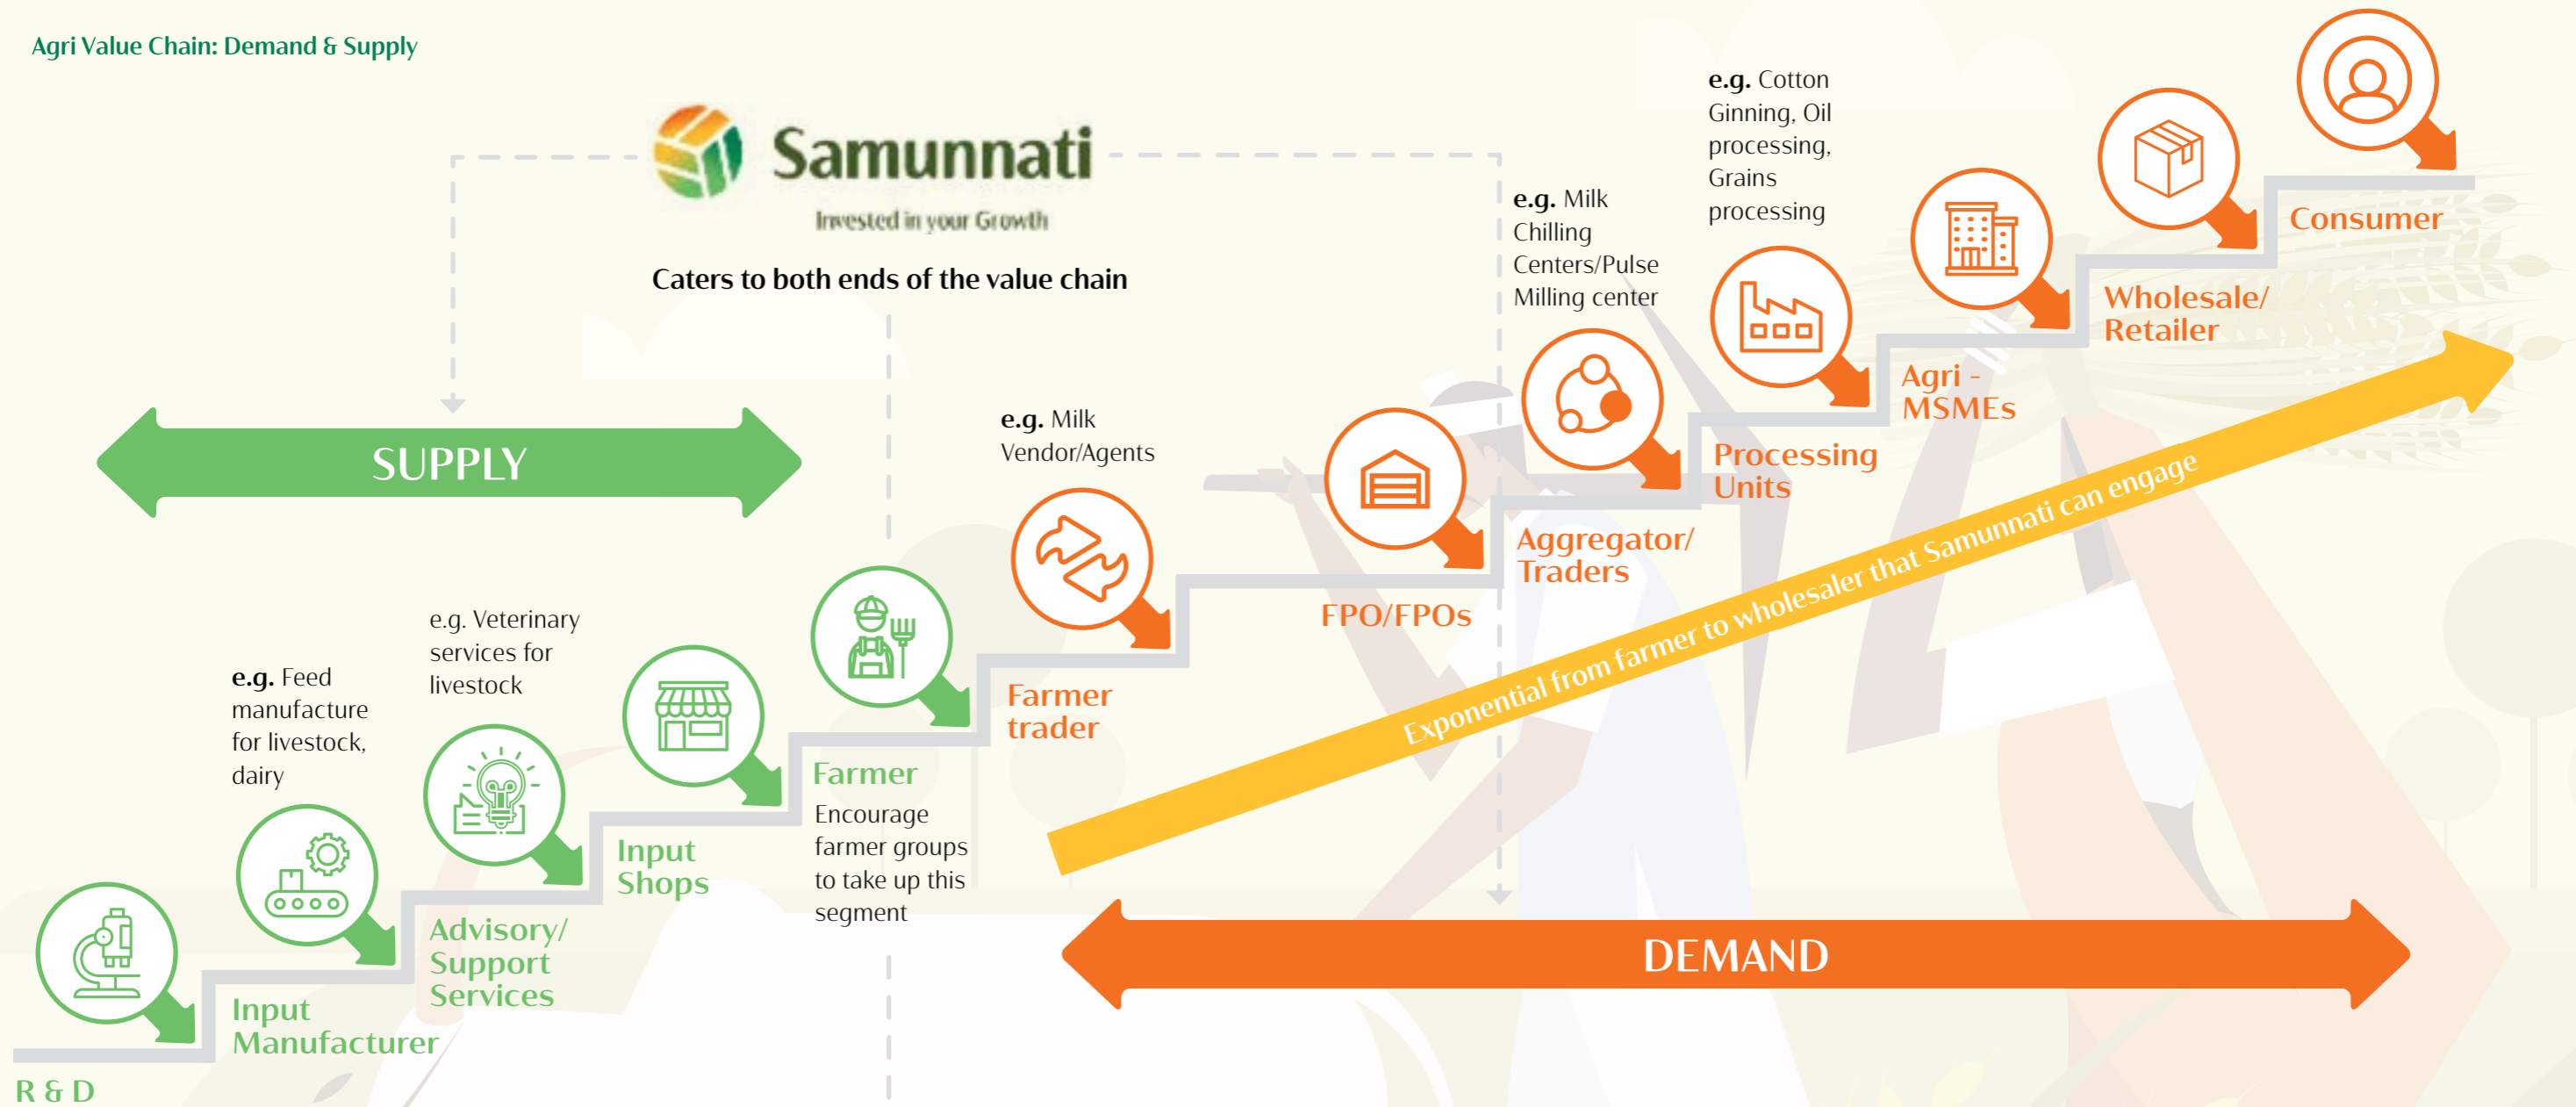 Agri Value Chain: Demand & Supply
Samunnati
Invested in your Growth
Caters to both ends of the value chain
SUPPLY
R & D
e.g. Feed
manufacture
for livestock,
dairy
Input
Manufacturer
e.g. Veterinary
services for
livestock
Advisory/
Support
Services
Input
Shops
Farmer
Encourage
farmer groups
to take up this
segment
e.g. Milk
Vendor/Agents
Farmer
trader
FPO/FPOs
e.g. Milk
Chilling
Centers/Pulse
Milling center
Aggregator/
Traders
e.g. Cotton
Ginning, Oil
processing,
Grains
processing
Processing
Units
Agri -
MSMEs
Wholesale/
Retailer
Consumer
Exponential from farmer to wholesaler that Samunnati can engage
DEMAND